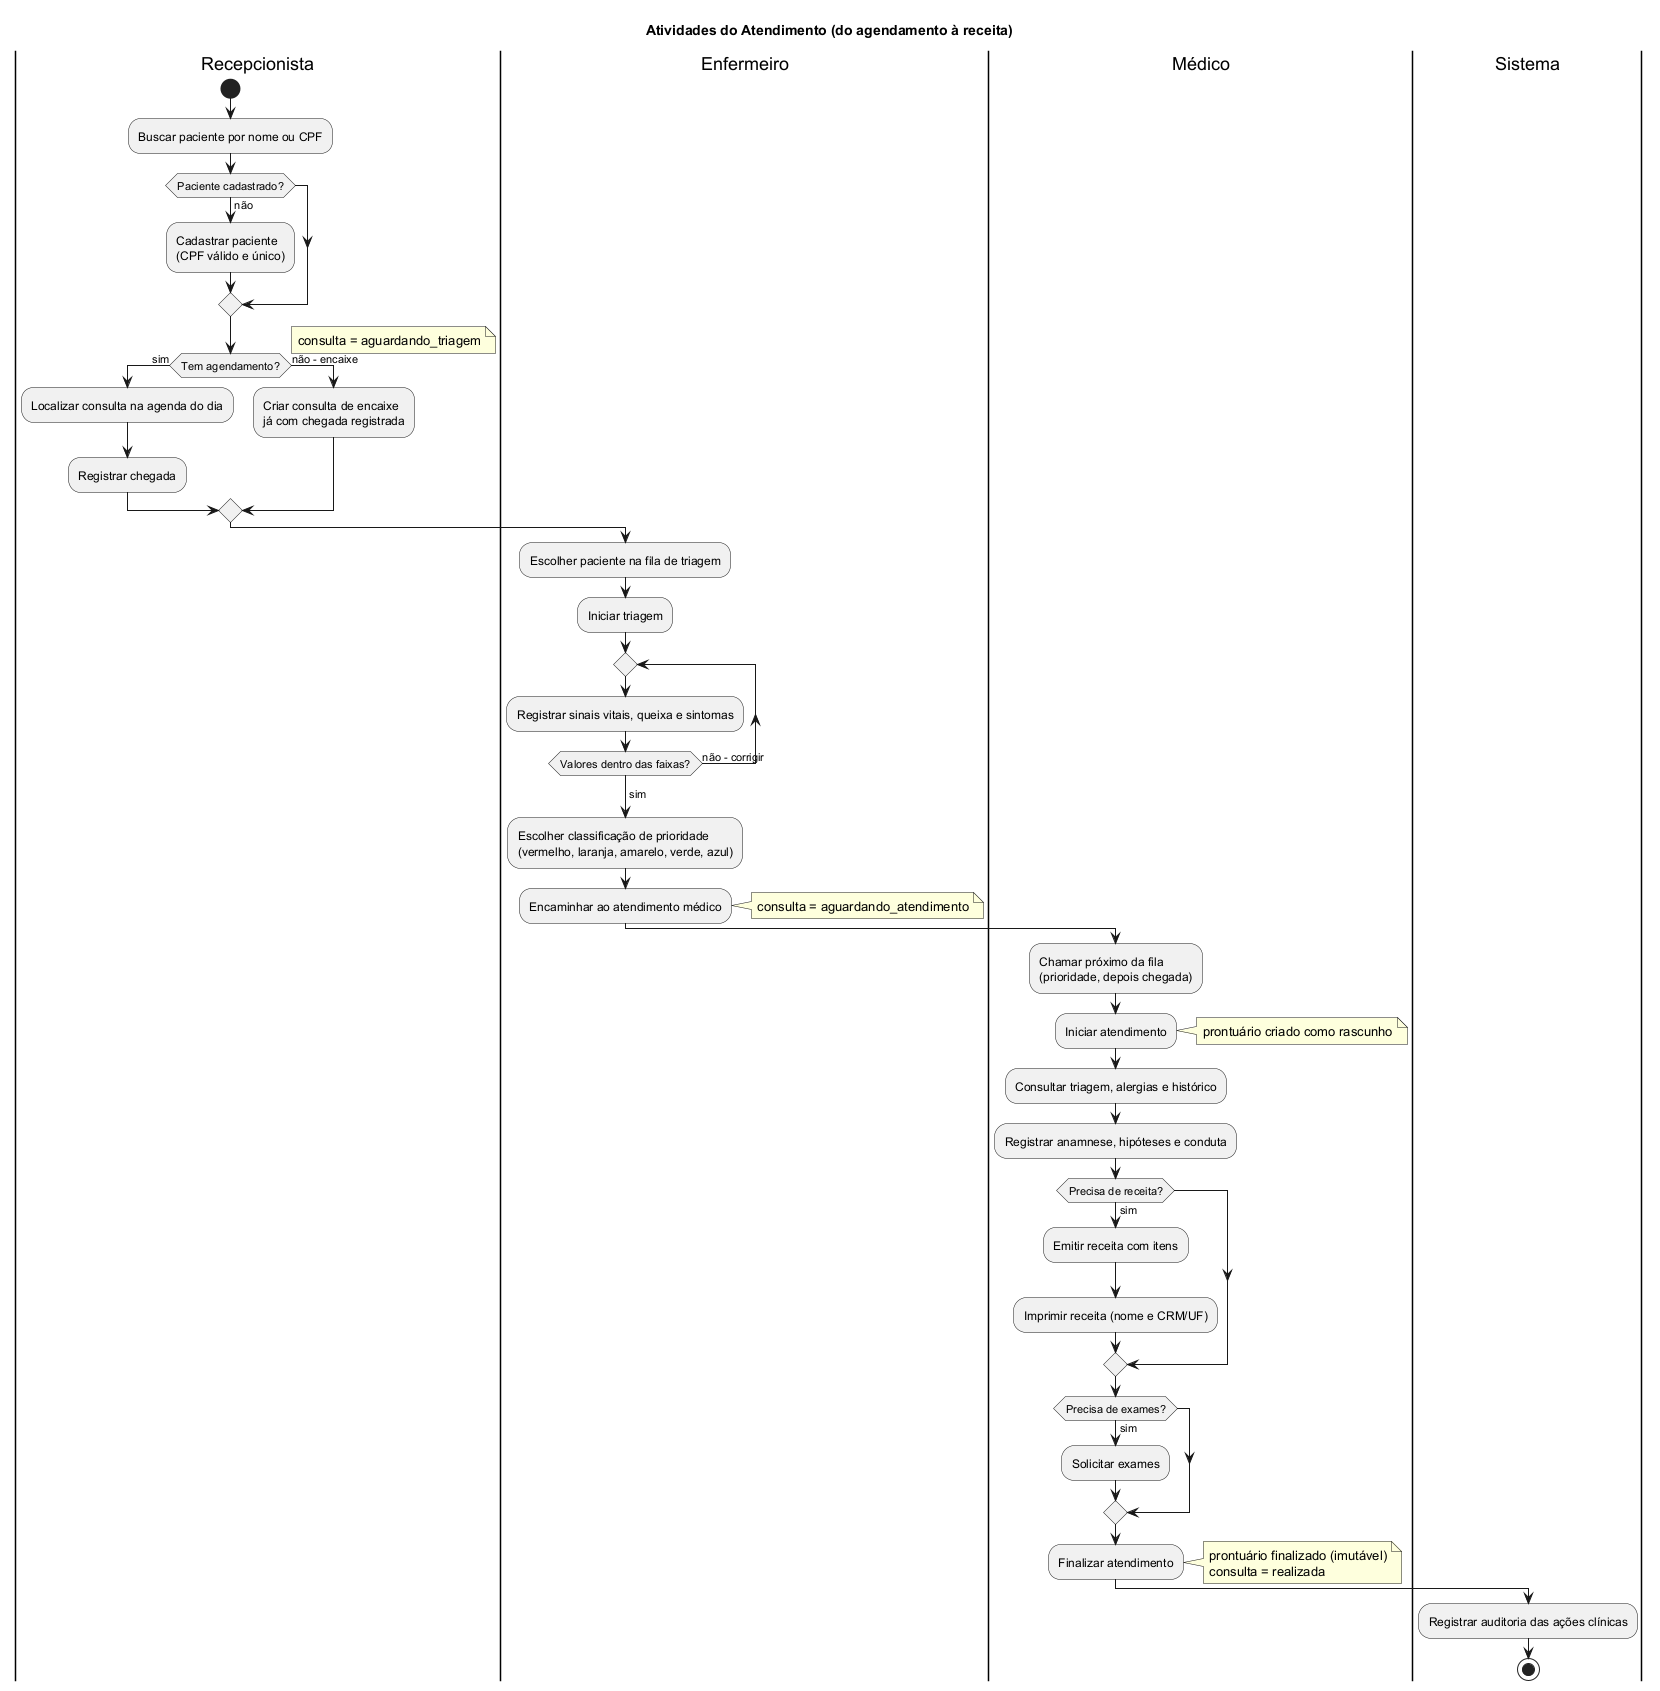 Atividades do Atendimento (do agendamento à receita)
Recepcionista
Enfermeiro
Médico
Sistema
Buscar paciente por nome ou CPF
Paciente cadastrado?
não
Cadastrar paciente
(CPF válido e único)
consulta = aguardando_triagem
Tem agendamento?
sim
não - encaixe
Localizar consulta na agenda do dia
Registrar chegada
Criar consulta de encaixe
já com chegada registrada
Escolher paciente na fila de triagem
Iniciar triagem
Registrar sinais vitais, queixa e sintomas
Valores dentro das faixas?
não - corrigir
sim
Escolher classificação de prioridade
(vermelho, laranja, amarelo, verde, azul)
Encaminhar ao atendimento médico
consulta = aguardando_atendimento
Chamar próximo da fila
(prioridade, depois chegada)
Iniciar atendimento
prontuário criado como rascunho
Consultar triagem, alergias e histórico
Registrar anamnese, hipóteses e conduta
Precisa de receita?
sim
Emitir receita com itens
Imprimir receita (nome e CRM/UF)
Precisa de exames?
sim
Solicitar exames
Finalizar atendimento
prontuário finalizado (imutável)
consulta = realizada
Registrar auditoria das ações clínicas